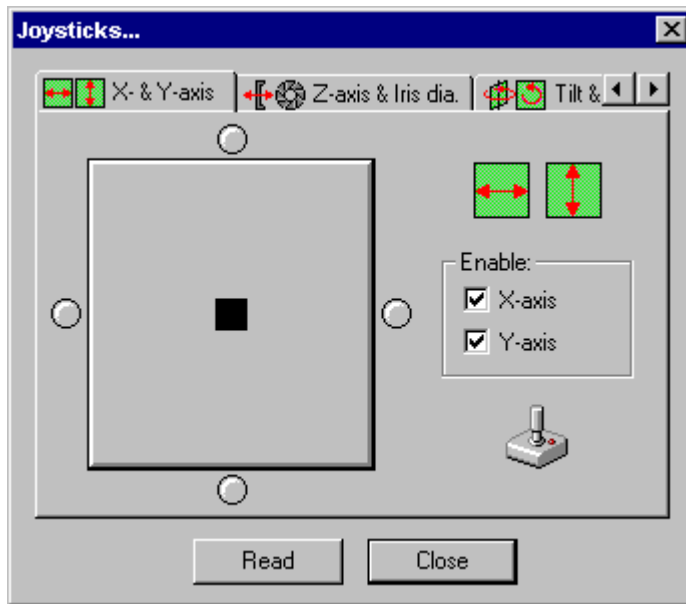 Joysticks...
X- & Y-axis
Z-axis & Iris dia.
Tilt &
Enable:
X-axis
Y-axis
Read
Close